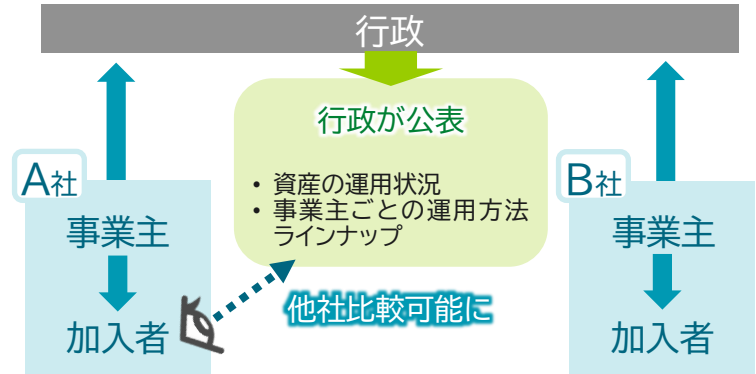 行政
行政が公表
• 資産の運用状況
• 事業主ごとの運用方法
ラインナップ
A社
事業主
加入者
他社比較可能に
B社
事業主
加入者